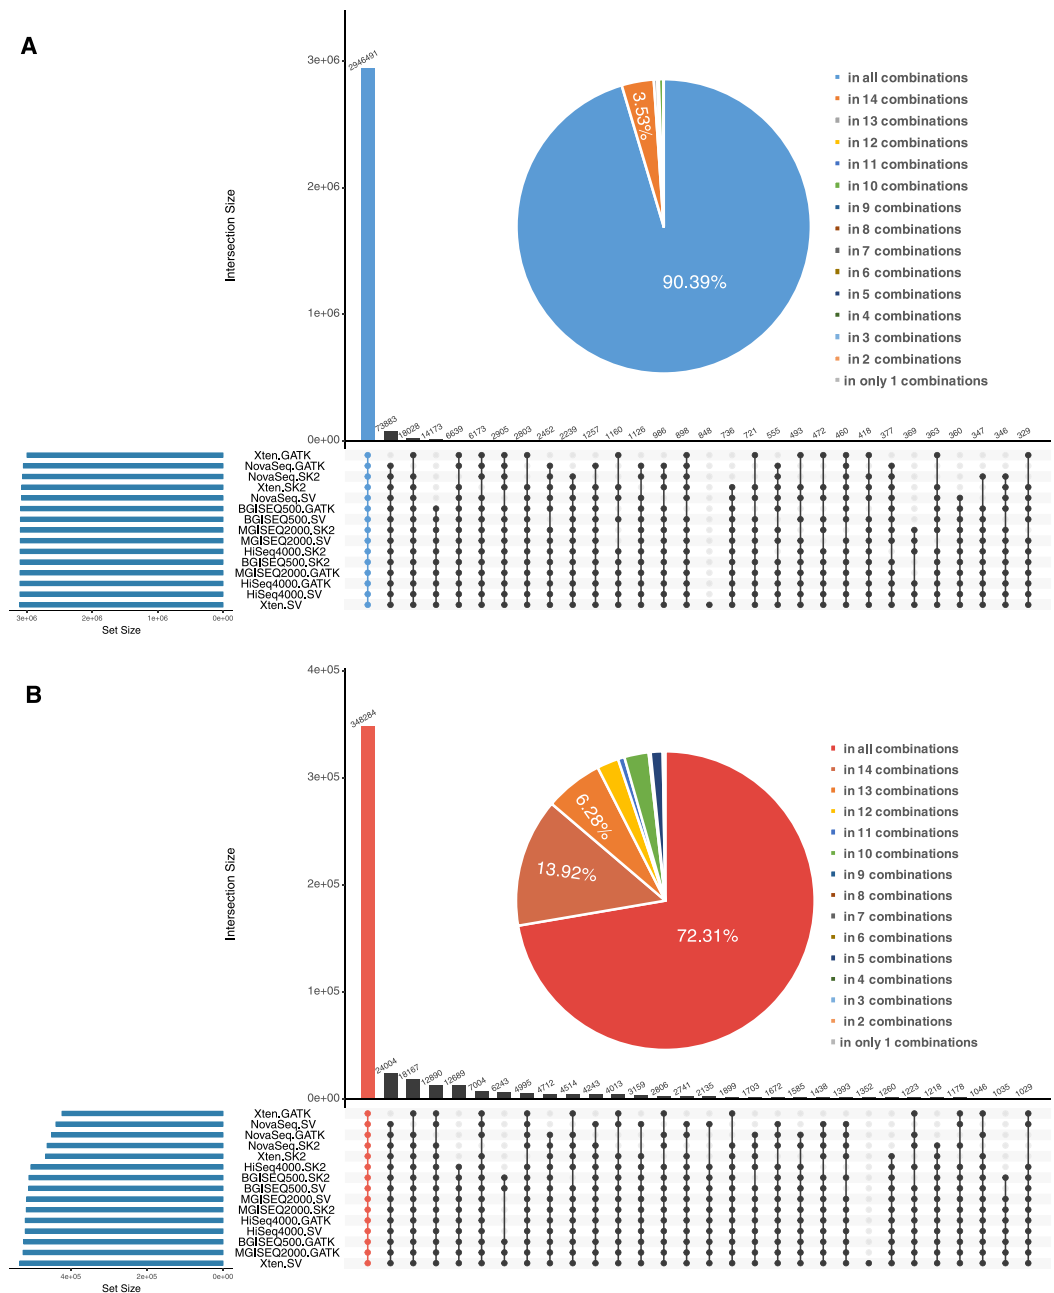 A
Intersection Size
3e+06
2e+06
1e+06
0e+00
2946491
73883
18028
14173
6639
6173
2905
2803
2452
2239
1257
1160
1126
986
898
848
736
721
555
493
472
460
418
377
369
363
360
347
346
329
3.53%
90.39%
in all combinations
in 14 combinations
in 13 combinations
in 12 combinations
in 11 combinations
in 10 combinations
in 9 combinations
in 8 combinations
in 7 combinations
in 6 combinations
in 5 combinations
in 4 combinations
in 3 combinations
in 2 combinations
in only 1 combinations
Xten.GATK
NovaSeq.GATK
NovaSeq.SK2
Xten.SK2
NovaSeq.SV
BGISEQ500.GATK
BGISEQ500.SV
MGISEQ2000.SK2
MGISEQ2000.SV
HiSeq4000.SK2
BGISEQ500.SK2
MGISEQ2000.GATK
HiSeq4000.GATK
HiSeq4000.SV
Xten.SV
3e+06 2e+06 1e+06 0e+00
Set Size
B
Intersection Size
4e+05
3e+05
2e+05
1e+05
0e+00
348284
24004
18167
12890
12689
7004
6243
4995
4712
4514
4243
4013
3159
2806
2741
2135
1899
1703
1672
1585
1438
1393
1352
1260
1223
1218
1178
1046
1035
1029
6.28%
13.92%
72.31%
in all combinations
in 14 combinations
in 13 combinations
in 12 combinations
in 11 combinations
in 10 combinations
in 9 combinations
in 8 combinations
in 7 combinations
in 6 combinations
in 5 combinations
in 4 combinations
in 3 combinations
in 2 combinations
in only 1 combinations
Xten.GATK
NovaSeq.SV
NovaSeq.GATK
NovaSeq.SK2
Xten.SK2
HiSeq4000.SK2
BGISEQ500.SK2
BGISEQ500.SV
MGISEQ2000.SV
MGISEQ2000.SK2
HiSeq4000.GATK
HiSeq4000.SV
BGISEQ500.GATK
MGISEQ2000.GATK
Xten.SV
4e+05 2e+05 0e+00
Set Size